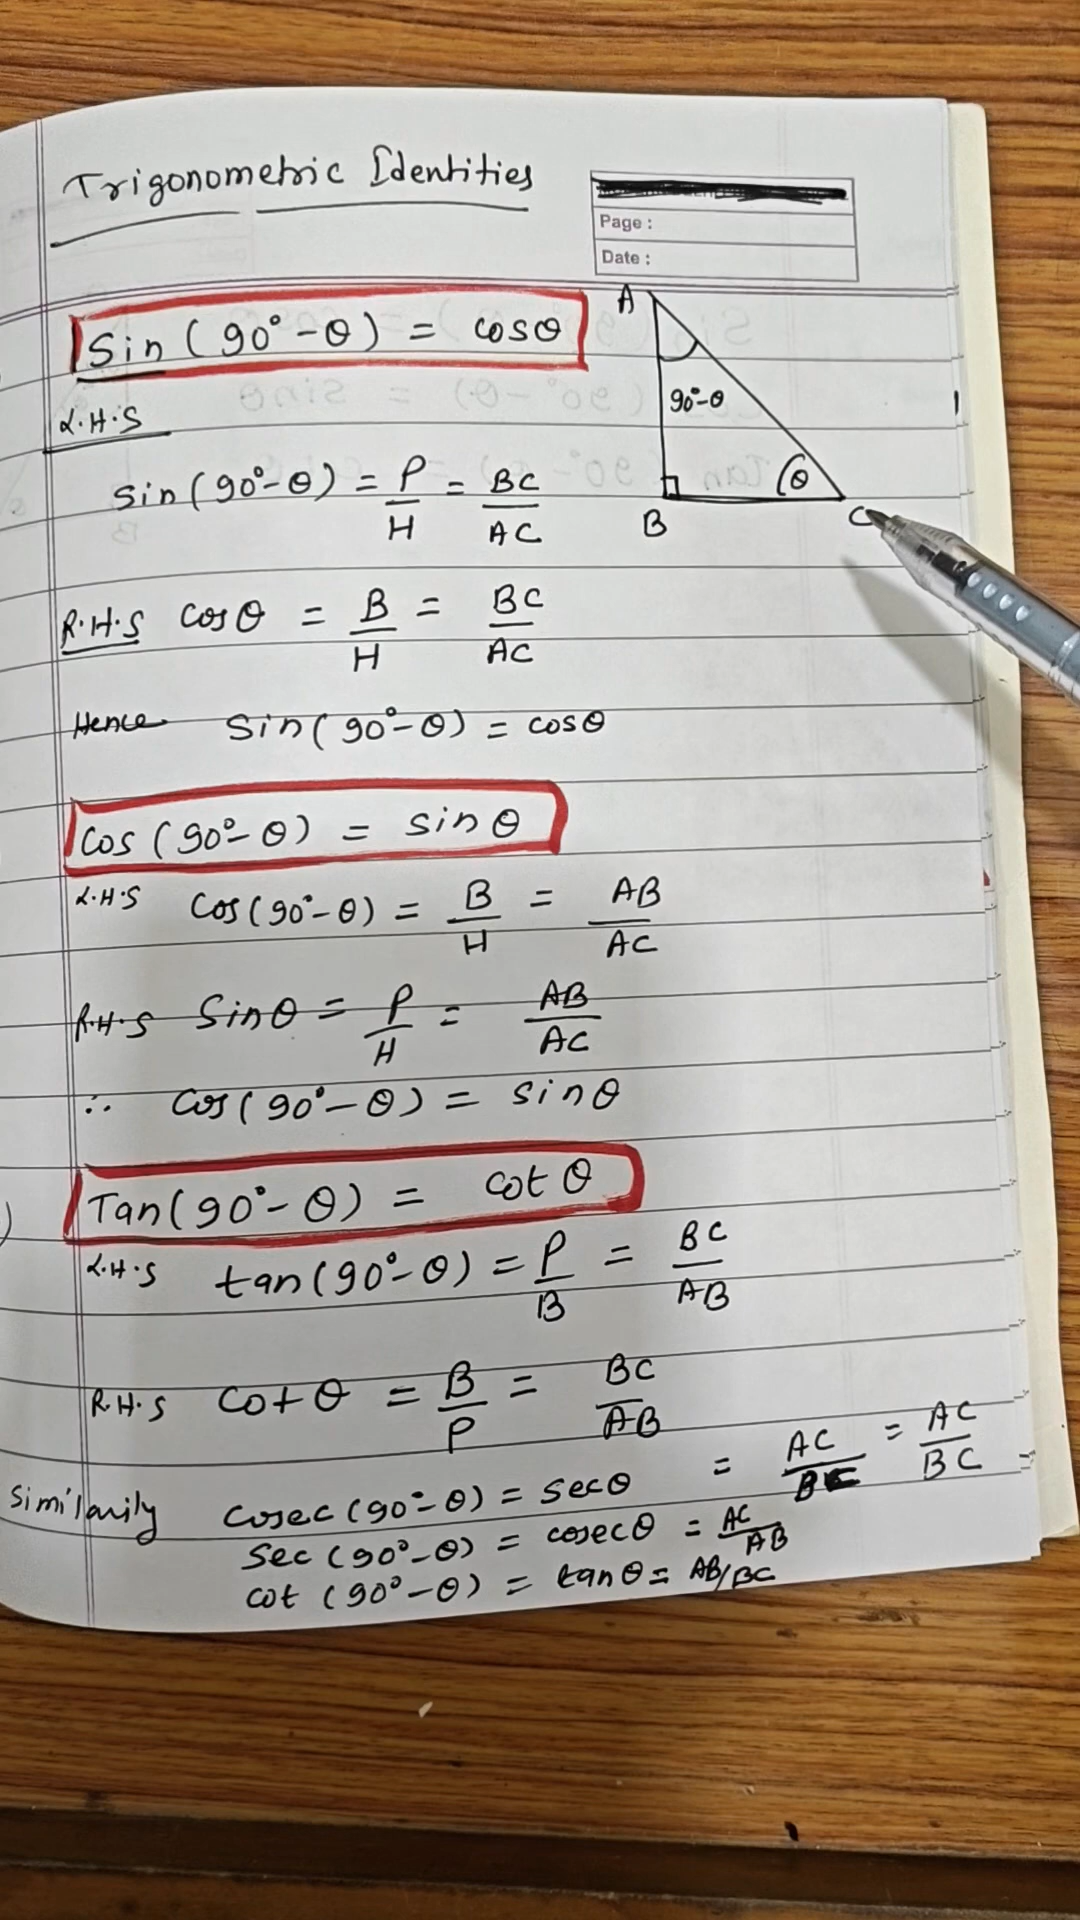 Trigonometric Identities
Page :
Date :
Sin (90° - θ) = cosθ
A
90°-θ
θ
B
C
L.H.S
sin (90° - θ) = P/H = BC/AC
R.H.S cosθ = B/H = BC/AC
Hence Sin (90° - θ) = cosθ
Cos (90° - θ) = sinθ
L.H.S Cos (90° - θ) = B/H = AB/AC
R.H.S Sinθ = P/H = AB/AC
∴ Cos (90° - θ) = sinθ
Tan (90° - θ) = cotθ
L.H.S tan (90° - θ) = P/B = BC/AB
R.H.S Cotθ = B/P = BC/AB
Similarily Cosec (90° - θ) = secθ = AC/BC = AC/BC =
Sec (90° - θ) = cosecθ = AC/AB
cot (90° - θ) = tanθ = AB/BC